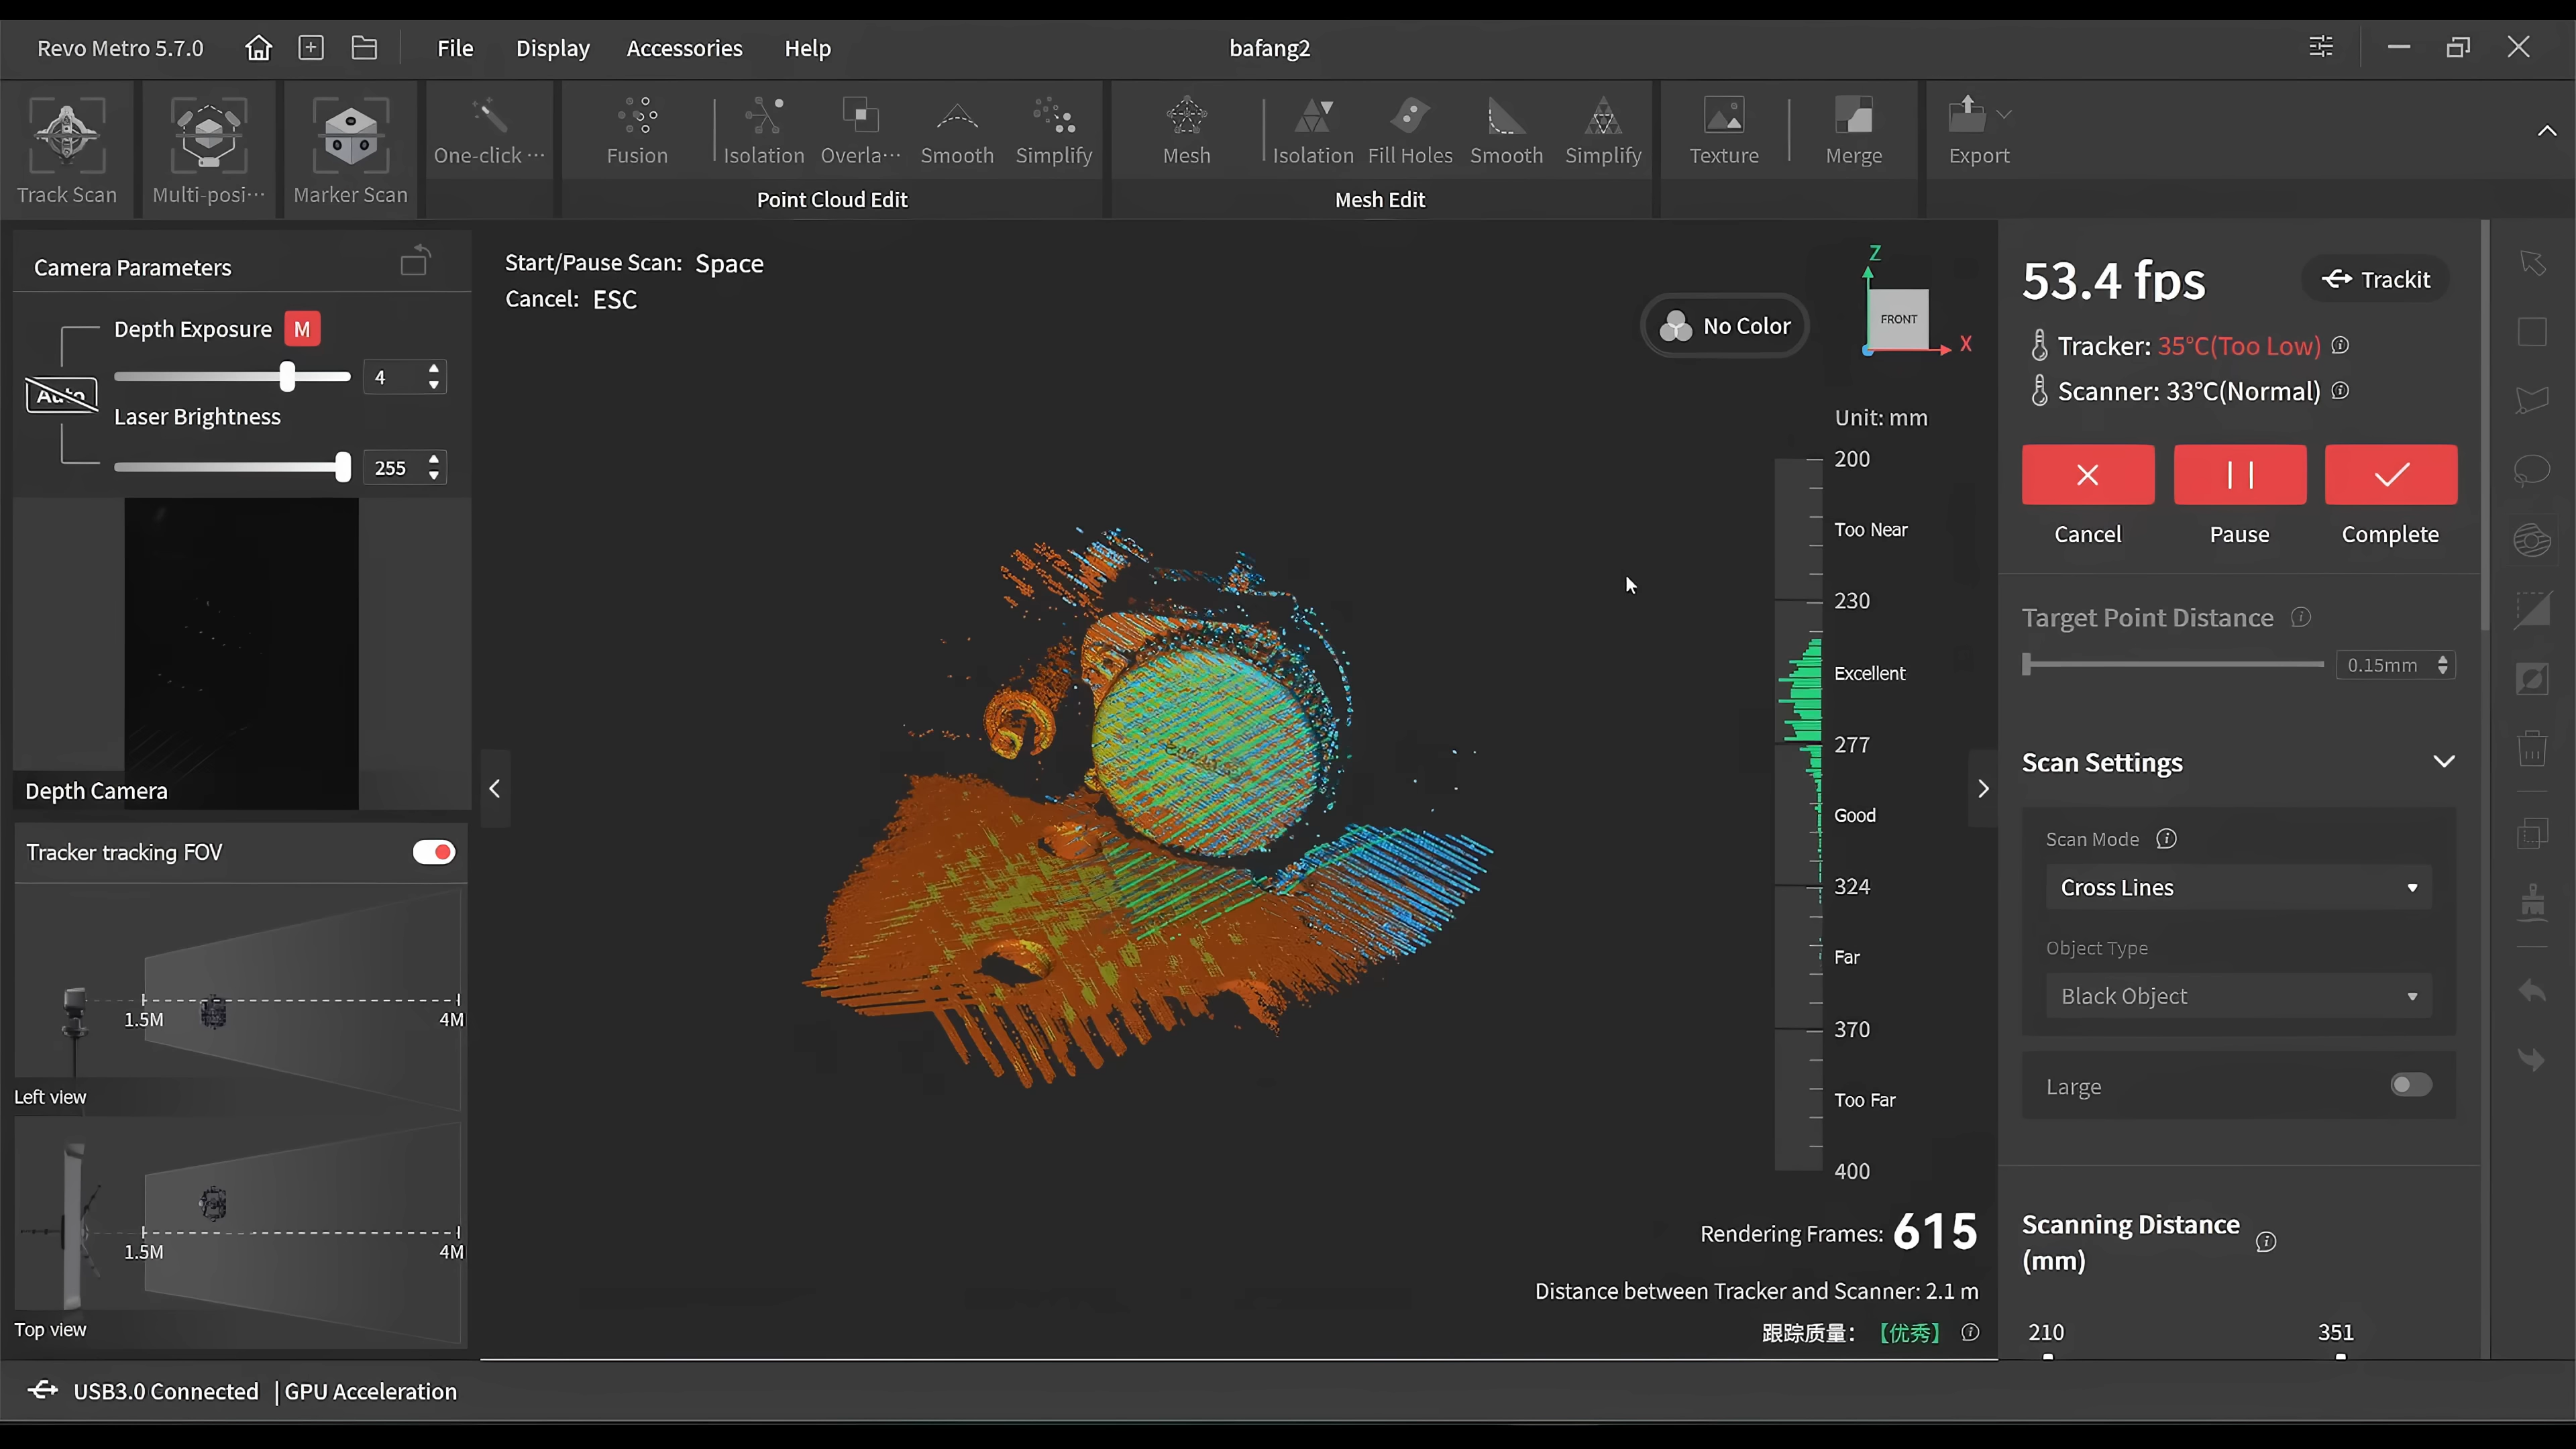 Revo Metro 5.7.0
File Display Accessories Help
bafang2
Track Scan
Multi-posi···
Marker Scan
One-click ···
Fusion
Isolation
Overla···
Smooth
Simplify
Point Cloud Edit
Mesh
Isolation
Fill Holes
Smooth
Simplify
Mesh Edit
Texture
Merge
Export
Camera Parameters
Depth Exposure M
4
Auto
Laser Brightness
255
Depth Camera
Tracker tracking FOV
1.5M
4M
Left view
1.5M
4M
Top view
Start/Pause Scan: Space
Cancel: ESC
No Color
Z
FRONT
X
Unit: mm
200
Too Near
230
Excellent
277
Good
324
Far
370
Too Far
400
Rendering Frames: 615
Distance between Tracker and Scanner: 2.1 m
跟踪质量：【优秀】
53.4 fps
Trackit
Tracker: 35°C(Too Low)
Scanner: 33°C(Normal)
Cancel
Pause
Complete
Target Point Distance
0.15mm
Scan Settings
Scan Mode
Cross Lines
Object Type
Black Object
Large
Scanning Distance
(mm)
210
351
USB3.0 Connected | GPU Acceleration